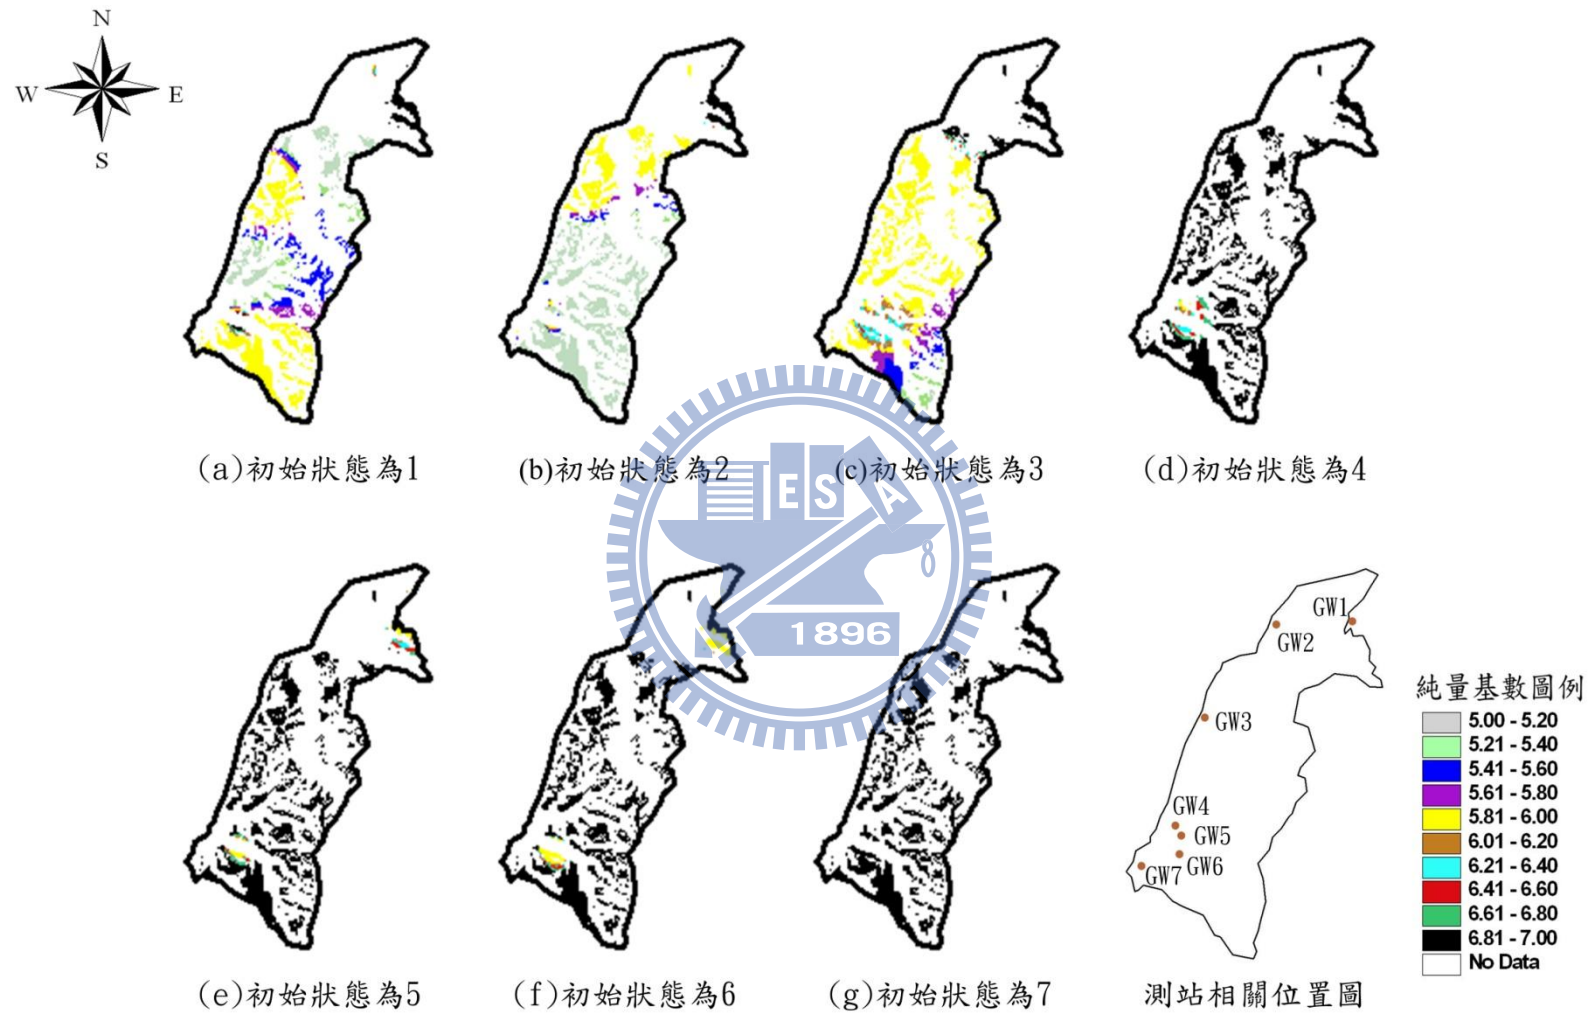 N
W
E
S
(a)初始狀態為1
(b)初始狀態為2
(c)初始狀態為3
(d)初始狀態為4
ES
A
8
1896
GW1
GW2
GW3
GW4
GW5
GW6
GW7
純量基數圖例
5.00 - 5.20
5.21 - 5.40
5.41 - 5.60
5.61 - 5.80
5.81 - 6.00
6.01 - 6.20
6.21 - 6.40
6.41 - 6.60
6.61 - 6.80
6.81 - 7.00
No Data
(e)初始狀態為5
(f)初始狀態為6
(g)初始狀態為7
測站相關位置圖